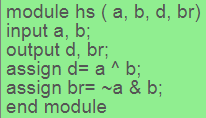 module hs ( a, b, d, br)
input a, b;
output d, br;
assign d= a ^ b;
assign br= ~a & b;
end module